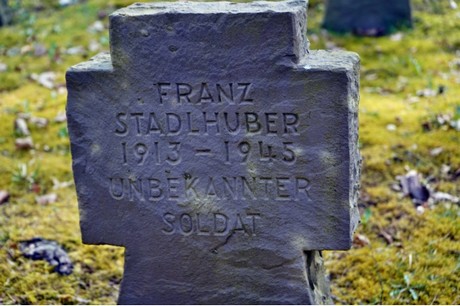 FRANZ
STADLHUBER
1913 – 1945
UNBEKANNTER
SOLDAT